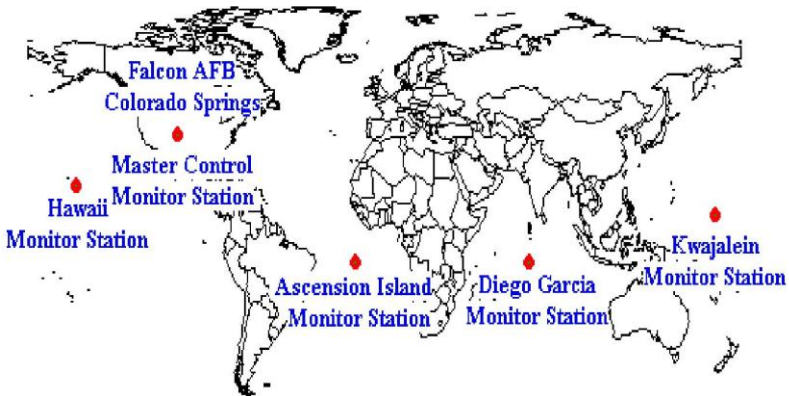 Falcon AFB
Colorado Springs
Master Control
Monitor Station
Hawaii
Monitor Station
Ascension Island
Monitor Station
Diego Garcia
Monitor Station
Kwajalein
Monitor Station